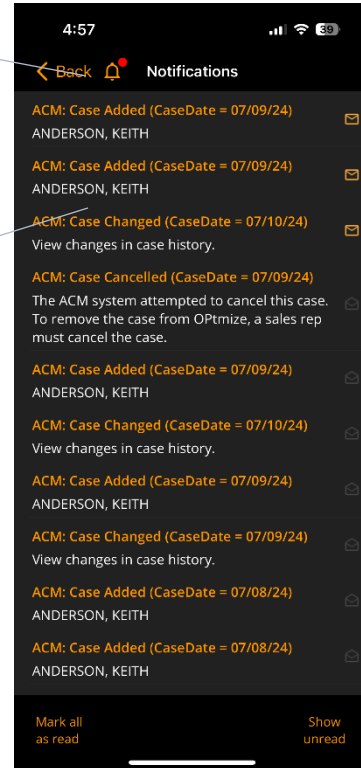 4:57
39
Back
Notifications
ACM: Case Added (CaseDate = 07/09/24)
ANDERSON, KEITH
ACM: Case Added (CaseDate = 07/09/24)
ANDERSON, KEITH
ACM: Case Changed (CaseDate = 07/10/24)
View changes in case history.
ACM: Case Cancelled (CaseDate = 07/09/24)
The ACM system attempted to cancel this case.
To remove the case from OPtmize, a sales rep
must cancel the case.
ACM: Case Added (CaseDate = 07/09/24)
ANDERSON, KEITH
ACM: Case Changed (CaseDate = 07/10/24)
View changes in case history.
ACM: Case Added (CaseDate = 07/09/24)
ANDERSON, KEITH
ACM: Case Changed (CaseDate = 07/09/24)
View changes in case history.
ACM: Case Added (CaseDate = 07/08/24)
ANDERSON, KEITH
ACM: Case Added (CaseDate = 07/08/24)
ANDERSON, KEITH
Mark all
as read
Show
unread